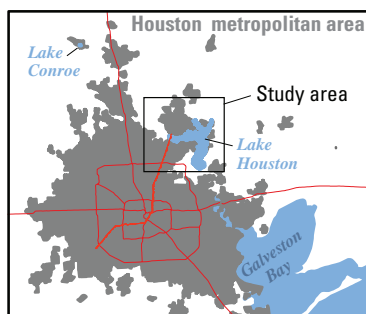 Houston metropolitan area
Lake
Conroe
Study area
Lake
Houston
Galveston
Bay